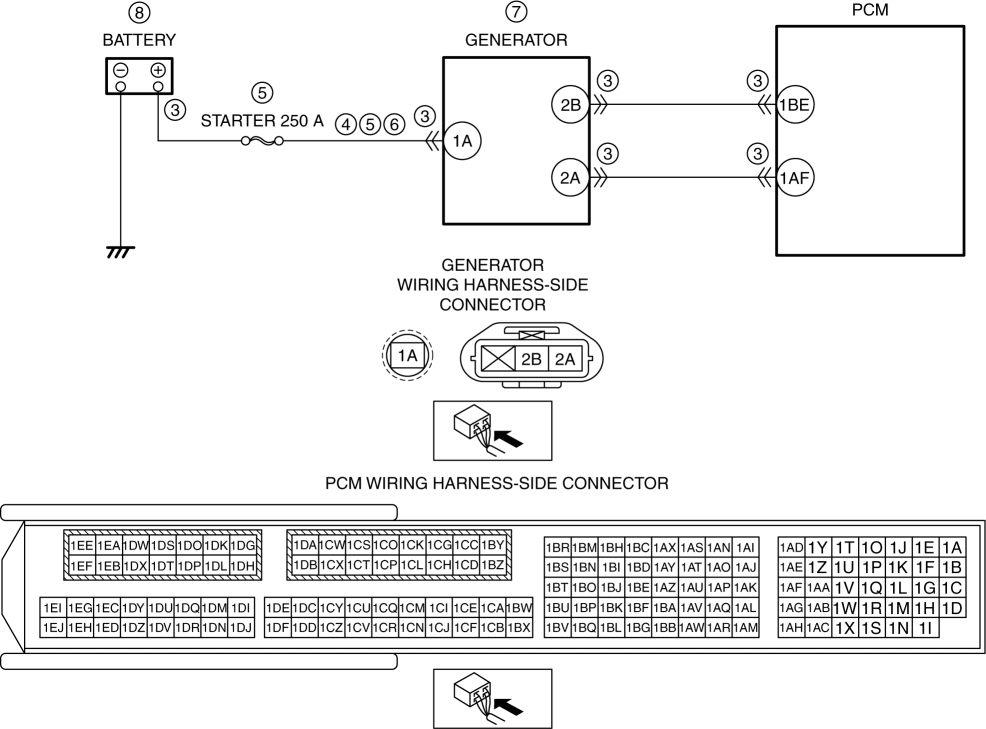 ⑧ ⑦ PCM
BATTERY GENERATOR
− + ③ ③ ③
⑤ 2B 1BE
STARTER 250 A ④ ⑤ ⑥ ③
1A ③ ③
2A 1AF
GENERATOR
WIRING HARNESS-SIDE
CONNECTOR
1A 2B 2A
PCM WIRING HARNESS-SIDE CONNECTOR
1EE 1EA 1DW 1DS 1DO 1DK 1DG 1DA 1CW 1CS 1CO 1CK 1CG 1CC 1BY 1BR 1BM 1BH 1BC 1AX 1AS 1AN 1AI 1AD 1Y 1T 1O 1J 1E 1A
1EF 1EB 1DX 1DT 1DP 1DL 1DH 1DB 1CX 1CT 1CP 1CL 1CH 1CD 1BZ 1BS 1BN 1BI 1BD 1AY 1AT 1AO 1AJ 1AE 1Z 1U 1P 1K 1F 1B
1BT 1BO 1BJ 1BE 1AZ 1AU 1AP 1AK 1AF 1AA 1V 1Q 1L 1G 1C
1EI 1EG 1EC 1DY 1DU 1DQ 1DM 1DI 1DE 1DC 1CY 1CU 1CQ 1CM 1CI 1CE 1CA 1BW 1BU 1BP 1BK 1BF 1BA 1AV 1AQ 1AL 1AG 1AB 1W 1R 1M 1H 1D
1EJ 1EH 1ED 1DZ 1DV 1DR 1DN 1DJ 1DF 1DD 1CZ 1CV 1CR 1CN 1CJ 1CF 1CB 1BX 1BV 1BQ 1BL 1BG 1BB 1AW 1AR 1AM 1AH 1AC 1X 1S 1N 1I